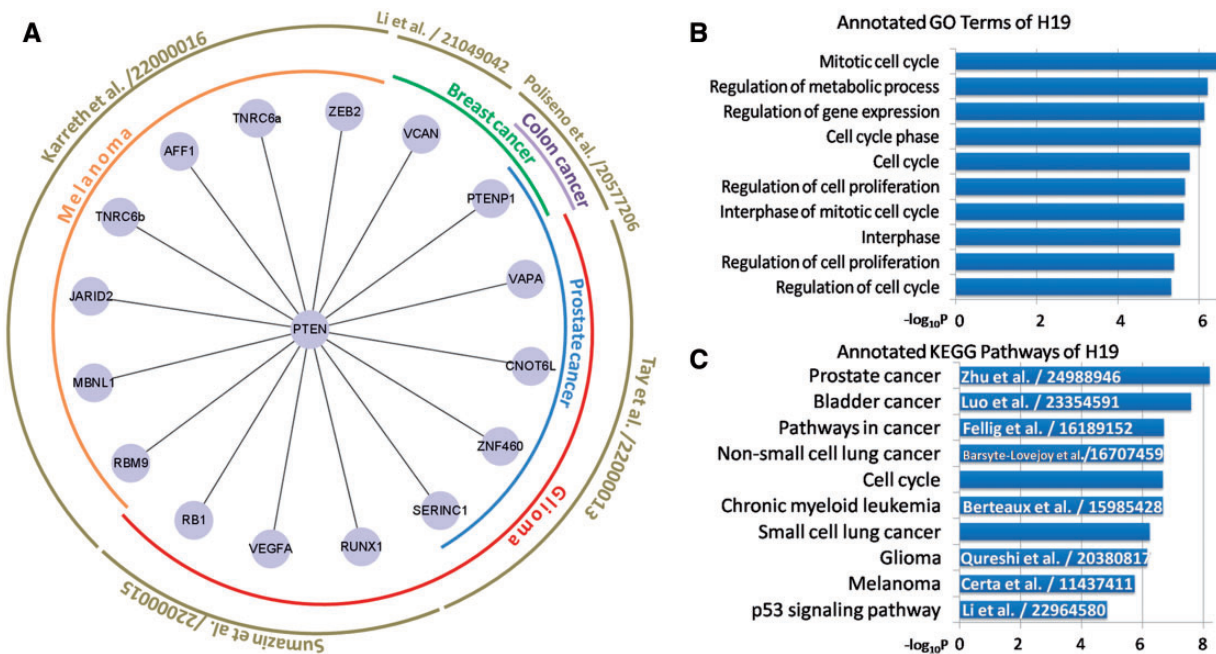 A
Karreth et al. /22000016
Li et al. / 21049042
Poliseno et al. /20577206
Tay et al. / 22000013
Sumazin et al. /22000015
Melanoma
Breast cancer
Colon cancer
Prostate cancer
Glioma
ZEB2
VCAN
PTENP1
VAPA
CNOT6L
ZNF460
SERINC1
RUNX1
VEGFA
RB1
RBM9
MBNL1
JARID2
TNRC6b
AFF1
TNRC6a
PTEN
B
Annotated GO Terms of H19
Mitotic cell cycle
Regulation of metabolic process
Regulation of gene expression
Cell cycle phase
Cell cycle
Regulation of cell proliferation
Interphase of mitotic cell cycle
Interphase
Regulation of cell proliferation
Regulation of cell cycle
-log10P 0 2 4 6
C
Annotated KEGG Pathways of H19
Prostate cancer Zhu et al. / 24988946
Bladder cancer Luo et al. / 23354591
Pathways in cancer Fellig et al. / 16189152
Non-small cell lung cancer Barsyte-Lovejoy et al./16707459
Cell cycle
Chronic myeloid leukemia Berteaux et al. / 15985428
Small cell lung cancer
Glioma Qureshi et al. / 20380817
Melanoma Certa et al. / 11437411
p53 signaling pathway Li et al. / 22964580
-log10P 0 2 4 6 8